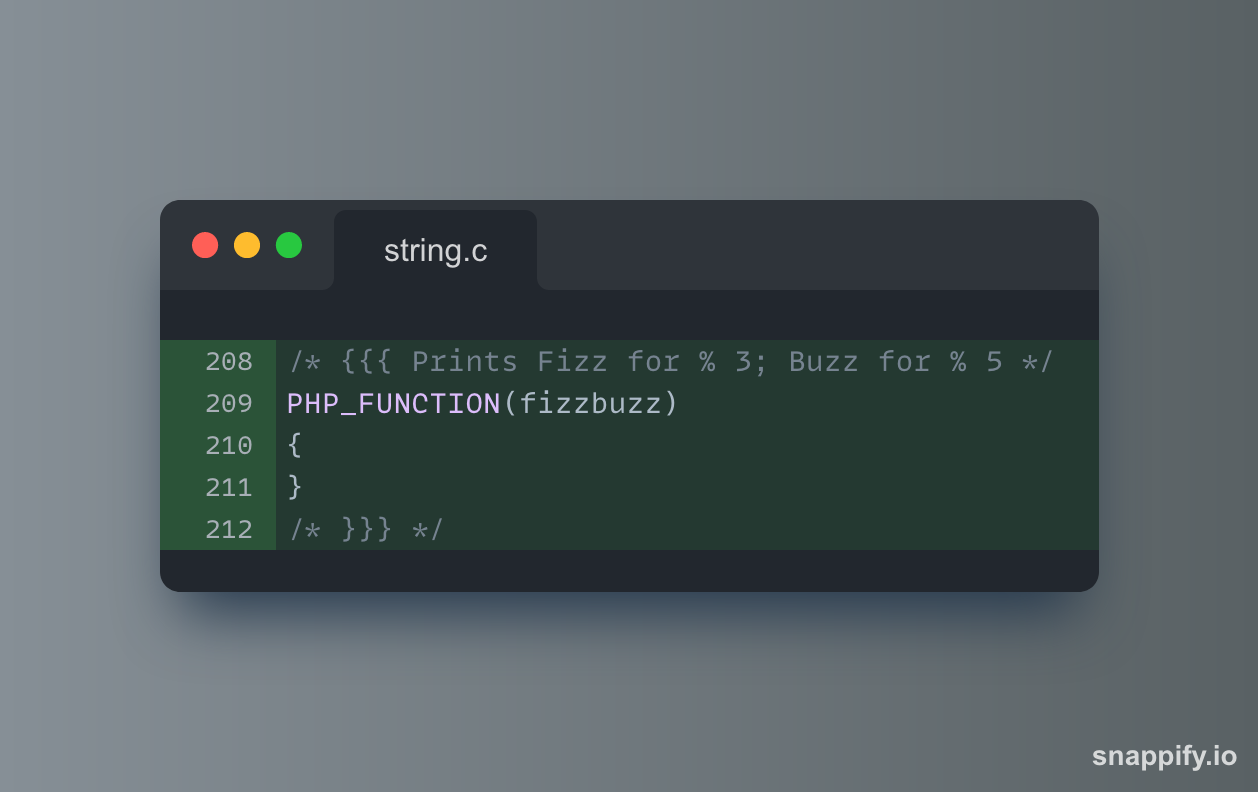 string.c
208 /* {{{ Prints Fizz for % 3; Buzz for % 5 */
209 PHP_FUNCTION(fizzbuzz)
210 {
211 }
212 /* }}} */
snappify.io